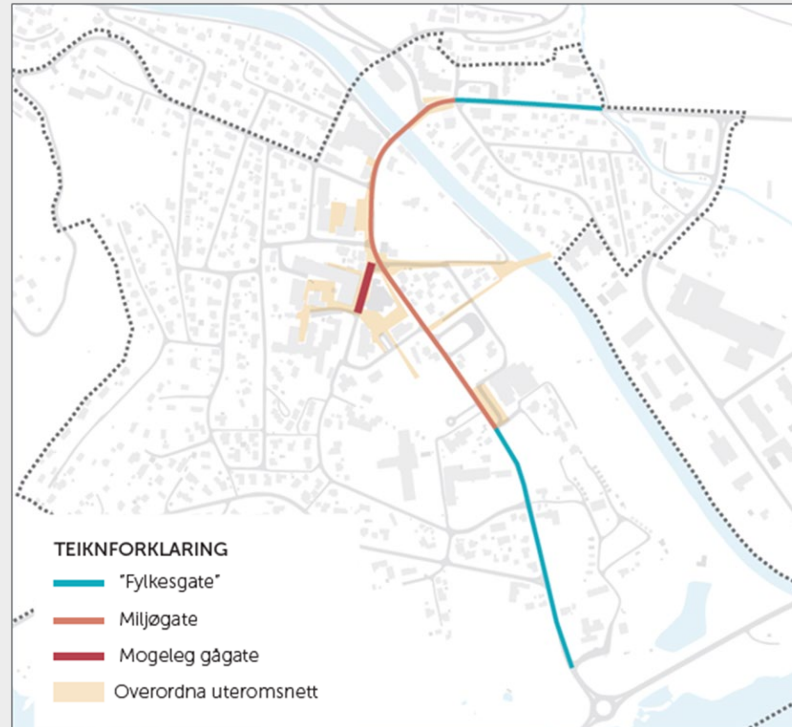 TEIKNFORKLARING
"Fylkesgate"
Miljøgate
Mogeleg gågate
Overordna uteromsnett